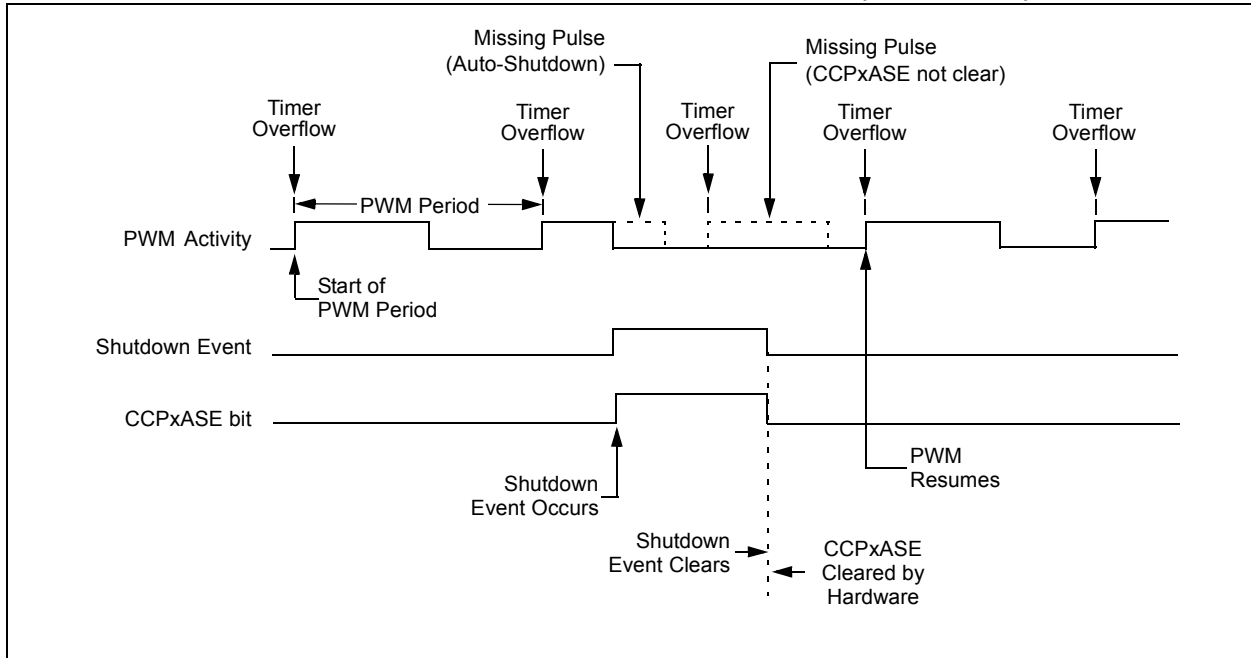 Missing Pulse
(Auto-Shutdown)
Missing Pulse
(CCPxASE not clear)
Timer
Overflow
Timer
Overflow
Timer
Overflow
Timer
Overflow
Timer
Overflow
PWM Period
PWM Activity
Start of
PWM Period
Shutdown Event
CCPxASE bit
Shutdown
Event Occurs
PWM
Resumes
Shutdown
Event Clears
CCPxASE
Cleared by
Hardware